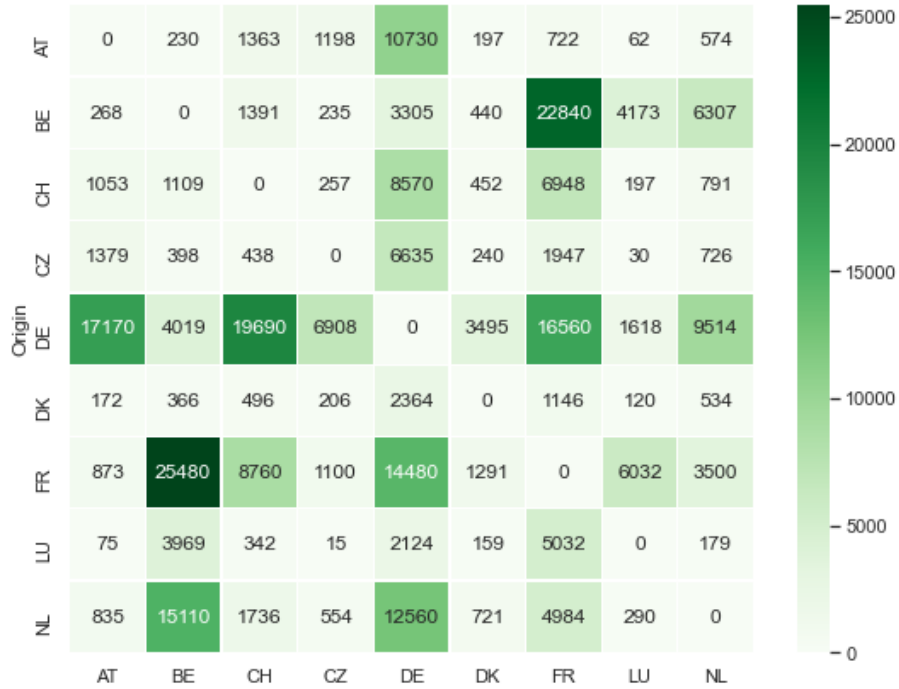 AT 0 230 1363 1198 10730 197 722 62 574
BE 268 0 1391 235 3305 440 22840 4173 6307
CH 1053 1109 0 257 8570 452 6948 197 791
CZ 1379 398 438 0 6635 240 1947 30 726
Origin
DE 17170 4019 19690 6908 0 3495 16560 1618 9514
DK 172 366 496 206 2364 0 1146 120 534
FR 873 25480 8760 1100 14480 1291 0 6032 3500
LU 75 3969 342 15 2124 159 5032 0 179
NL 835 15110 1736 554 12560 721 4984 290 0
AT BE CH CZ DE DK FR LU NL
25000
20000
15000
10000
5000
0